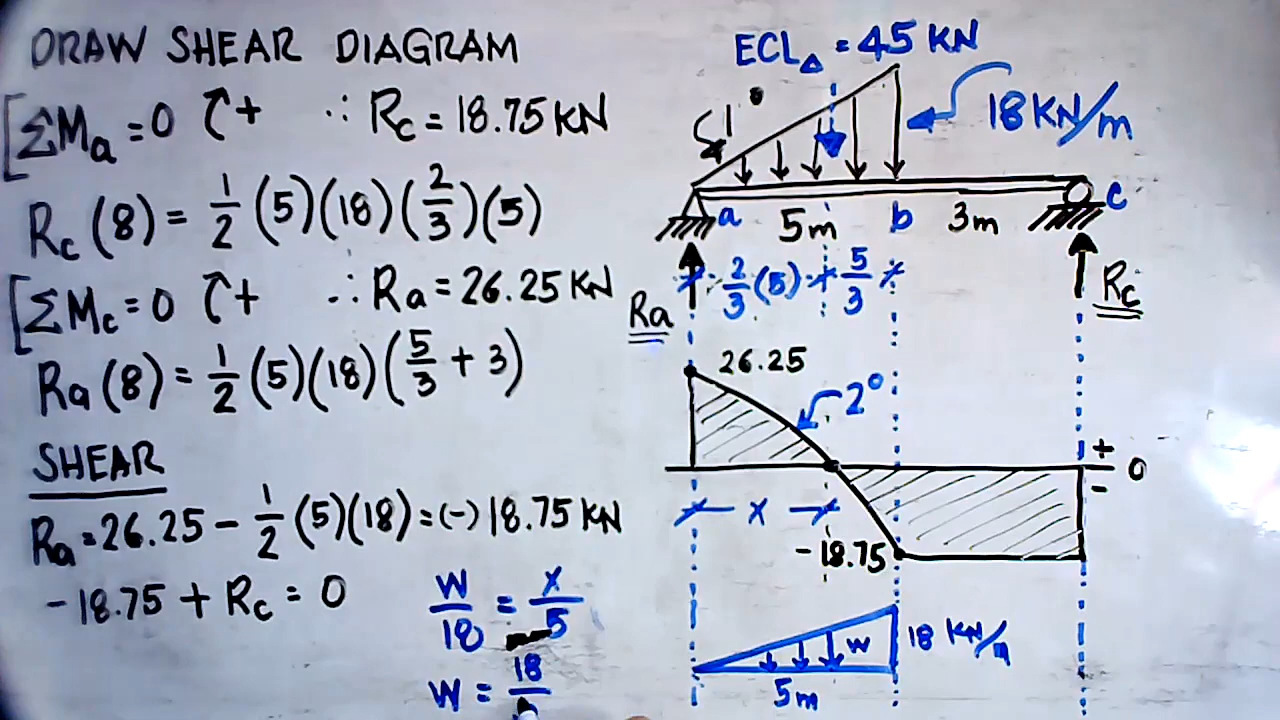 DRAW SHEAR DIAGRAM
[ΣMa = 0 ↻+ ∴ Rc = 18.75 KN
Rc (8) = 1/2 (5)(18)(2/3)(5)
[ΣMc = 0 ↻+ ∴ Ra = 26.25 KN
Ra (8) = 1/2 (5)(18)(5/3 + 3)
SHEAR
Ra = 26.25 - 1/2 (5)(18) = (-) 18.75 KN
-18.75 + Rc = 0
W/18 = X/5
W = 18/
ECL△ = 45 KN
1°
18 KN/m
a 5m b 3m c
2/3 (5) 5/3
Ra Rc
26.25
2°
+ 0
-
X
-18.75
W 18 KN/m
5m